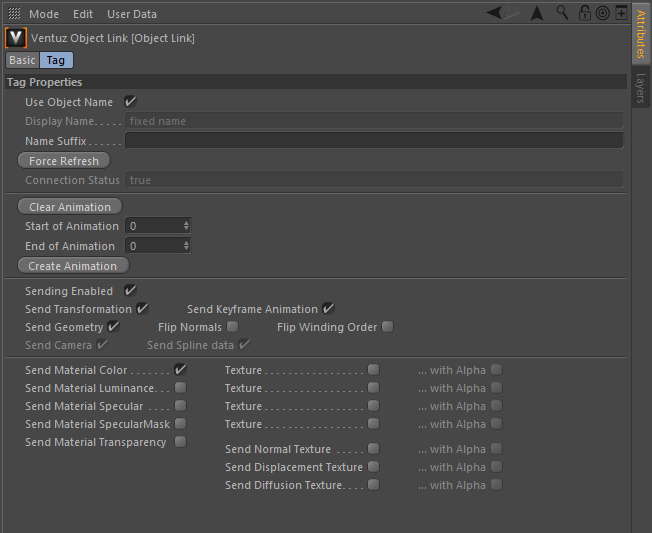 Mode Edit User Data
V Ventuz Object Link [Object Link]
Basic Tag
Tag Properties
Use Object Name
Display Name. . . . . fixed name
Name Suffix . . . . . .
Force Refresh
Connection Status true
Clear Animation
Start of Animation 0
End of Animation 0
Create Animation
Sending Enabled
Send Transformation Send Keyframe Animation
Send Geometry Flip Normals Flip Winding Order
Send Camera Send Spline data
Send Material Color . . . . . . . Texture . . . . . . . . . . . . . . . . . . ... with Alpha
Send Material Luminance. . . Texture . . . . . . . . . . . . . . . . . .
Send Material Specular . . . . Texture . . . . . . . . . . . . . . . . . .
Send Material SpecularMask Texture . . . . . . . . . . . . . . . . . . ... with Alpha
Send Material Transparency
Send Normal Texture . . . . . ... with Alpha
Send Displacement Texture ... with Alpha
Send Diffusion Texture. . . . ... with Alpha
Attributes
Layers